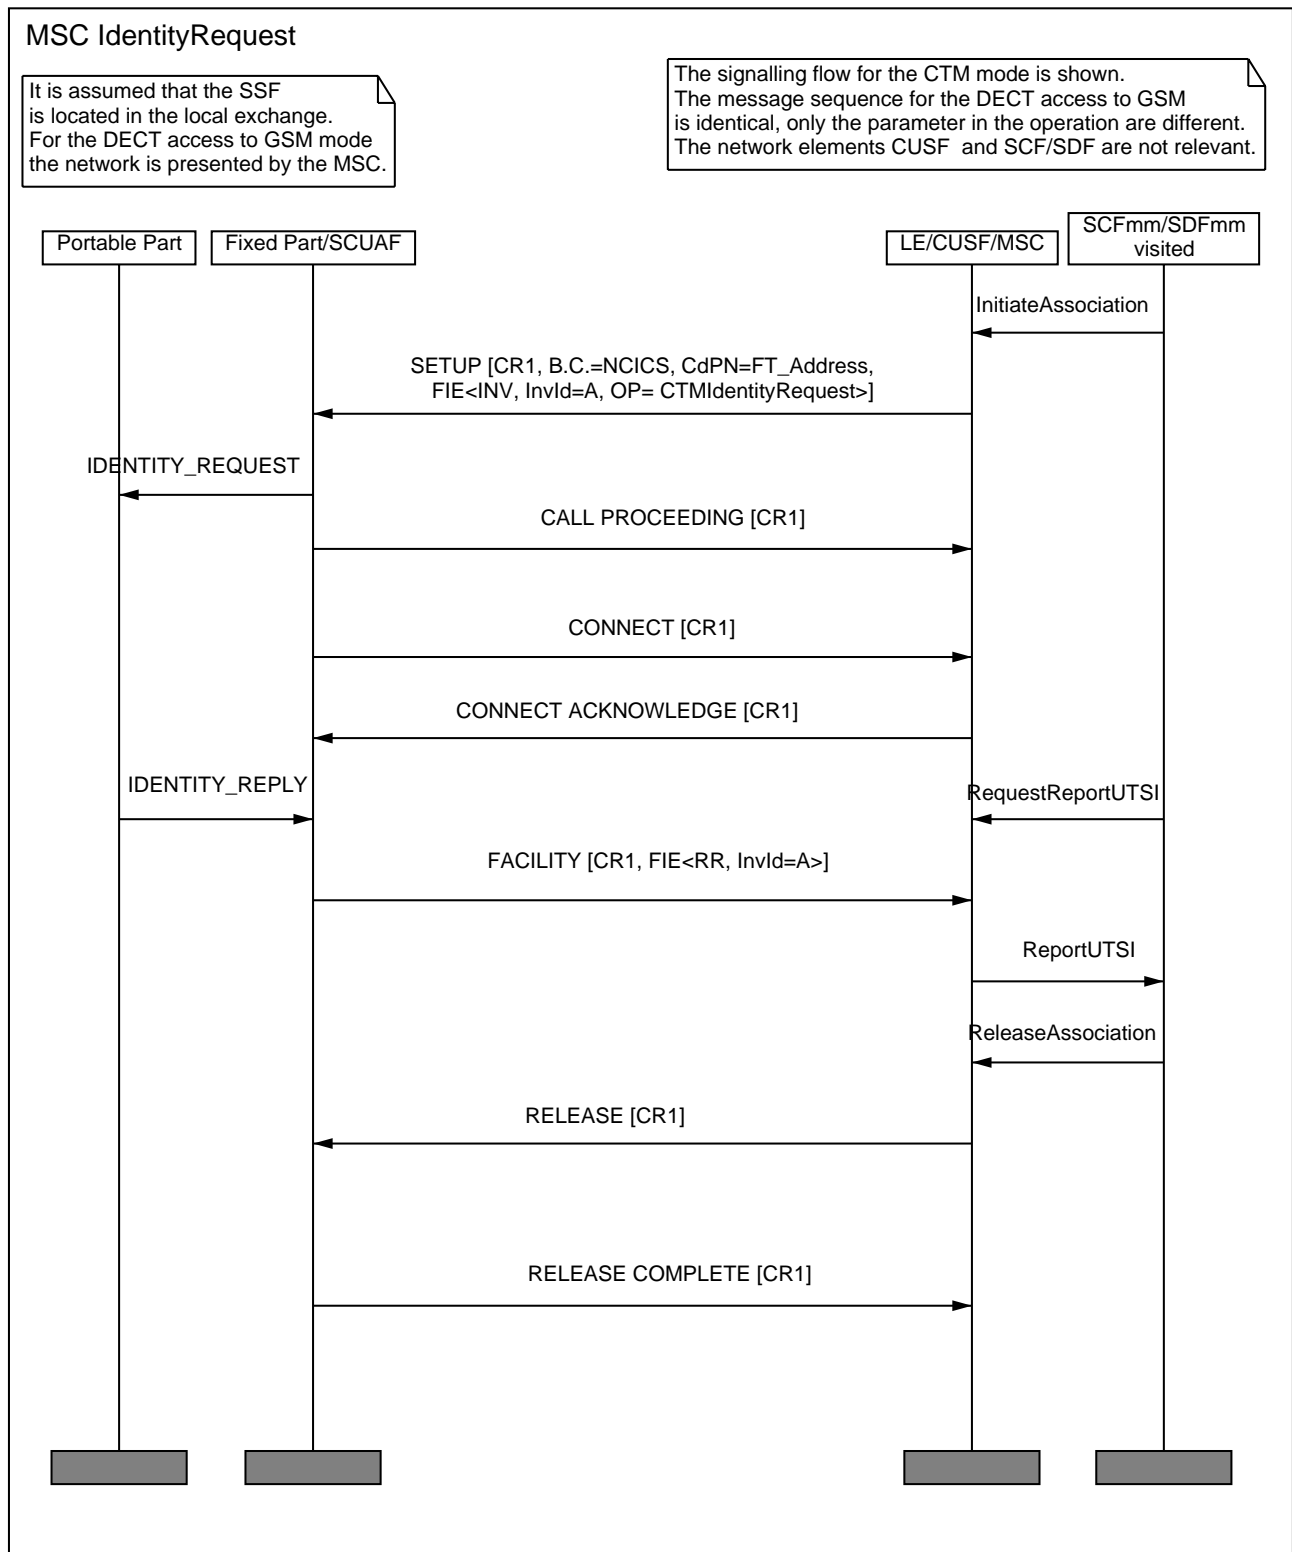 MSC IdentityRequest
It is assumed that the SSF
is located in the local exchange.
For the DECT access to GSM mode
the network is presented by the MSC.
The signalling flow for the CTM mode is shown.
The message sequence for the DECT access to GSM
is identical, only the parameter in the operation are different.
The network elements CUSF and SCF/SDF are not relevant.
Portable Part
Fixed Part/SCUAF
LE/CUSF/MSC
SCFmm/SDFmm
visited
InitiateAssociation
SETUP [CR1, B.C.=NCICS, CdPN=FT_Address,
FIE<INV, InvId=A, OP= CTMIdentityRequest>]
IDENTITY_REQUEST
CALL PROCEEDING [CR1]
CONNECT [CR1]
CONNECT ACKNOWLEDGE [CR1]
IDENTITY_REPLY
RequestReportUTSI
FACILITY [CR1, FIE<RR, InvId=A>]
ReportUTSI
ReleaseAssociation
RELEASE [CR1]
RELEASE COMPLETE [CR1]